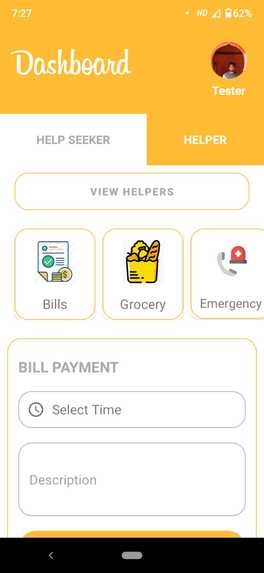 7:27
HD
62%
Dashboard
Tester
HELP SEEKER
HELPER
VIEW HELPERS
Bills
Grocery
Emergency
BILL PAYMENT
Select Time
Description